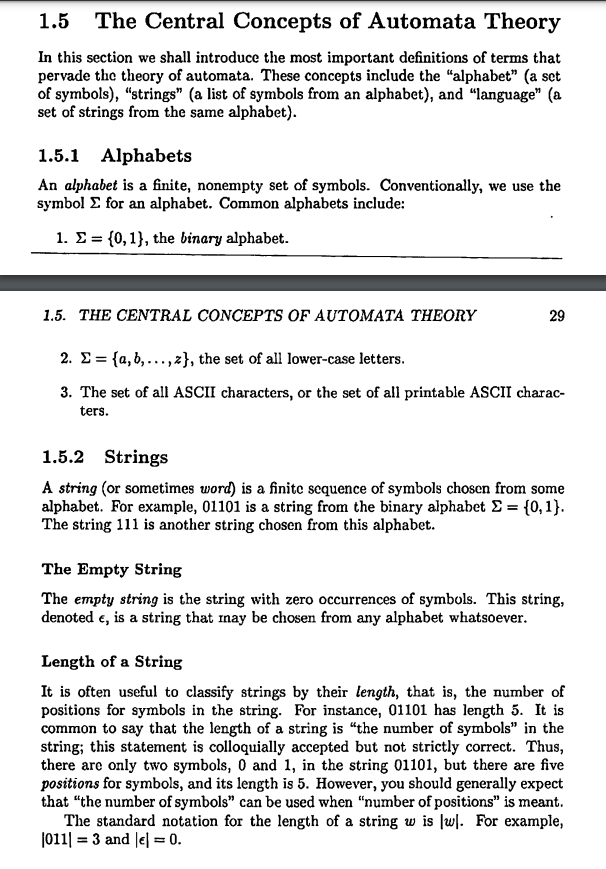 1.5 The Central Concepts of Automata Theory
In this section we shall introduce the most important definitions of terms that
pervade the theory of automata. These concepts include the “alphabet” (a set
of symbols), “strings” (a list of symbols from an alphabet), and “language” (a
set of strings from the same alphabet).
1.5.1 Alphabets
An alphabet is a finite, nonempty set of symbols. Conventionally, we use the
symbol Σ for an alphabet. Common alphabets include:
1. Σ = {0, 1}, the binary alphabet.
1.5. THE CENTRAL CONCEPTS OF AUTOMATA THEORY 29
2. Σ = {a, b, . . . , z}, the set of all lower-case letters.
3. The set of all ASCII characters, or the set of all printable ASCII charac-
ters.
1.5.2 Strings
A string (or sometimes word) is a finite sequence of symbols chosen from some
alphabet. For example, 01101 is a string from the binary alphabet Σ = {0, 1}.
The string 111 is another string chosen from this alphabet.
The Empty String
The empty string is the string with zero occurrences of symbols. This string,
denoted ϵ, is a string that may be chosen from any alphabet whatsoever.
Length of a String
It is often useful to classify strings by their length, that is, the number of
positions for symbols in the string. For instance, 01101 has length 5. It is
common to say that the length of a string is “the number of symbols” in the
string; this statement is colloquially accepted but not strictly correct. Thus,
there are only two symbols, 0 and 1, in the string 01101, but there are five
positions for symbols, and its length is 5. However, you should generally expect
that “the number of symbols” can be used when “number of positions” is meant.
The standard notation for the length of a string w is |w|. For example,
|011| = 3 and |ϵ| = 0.